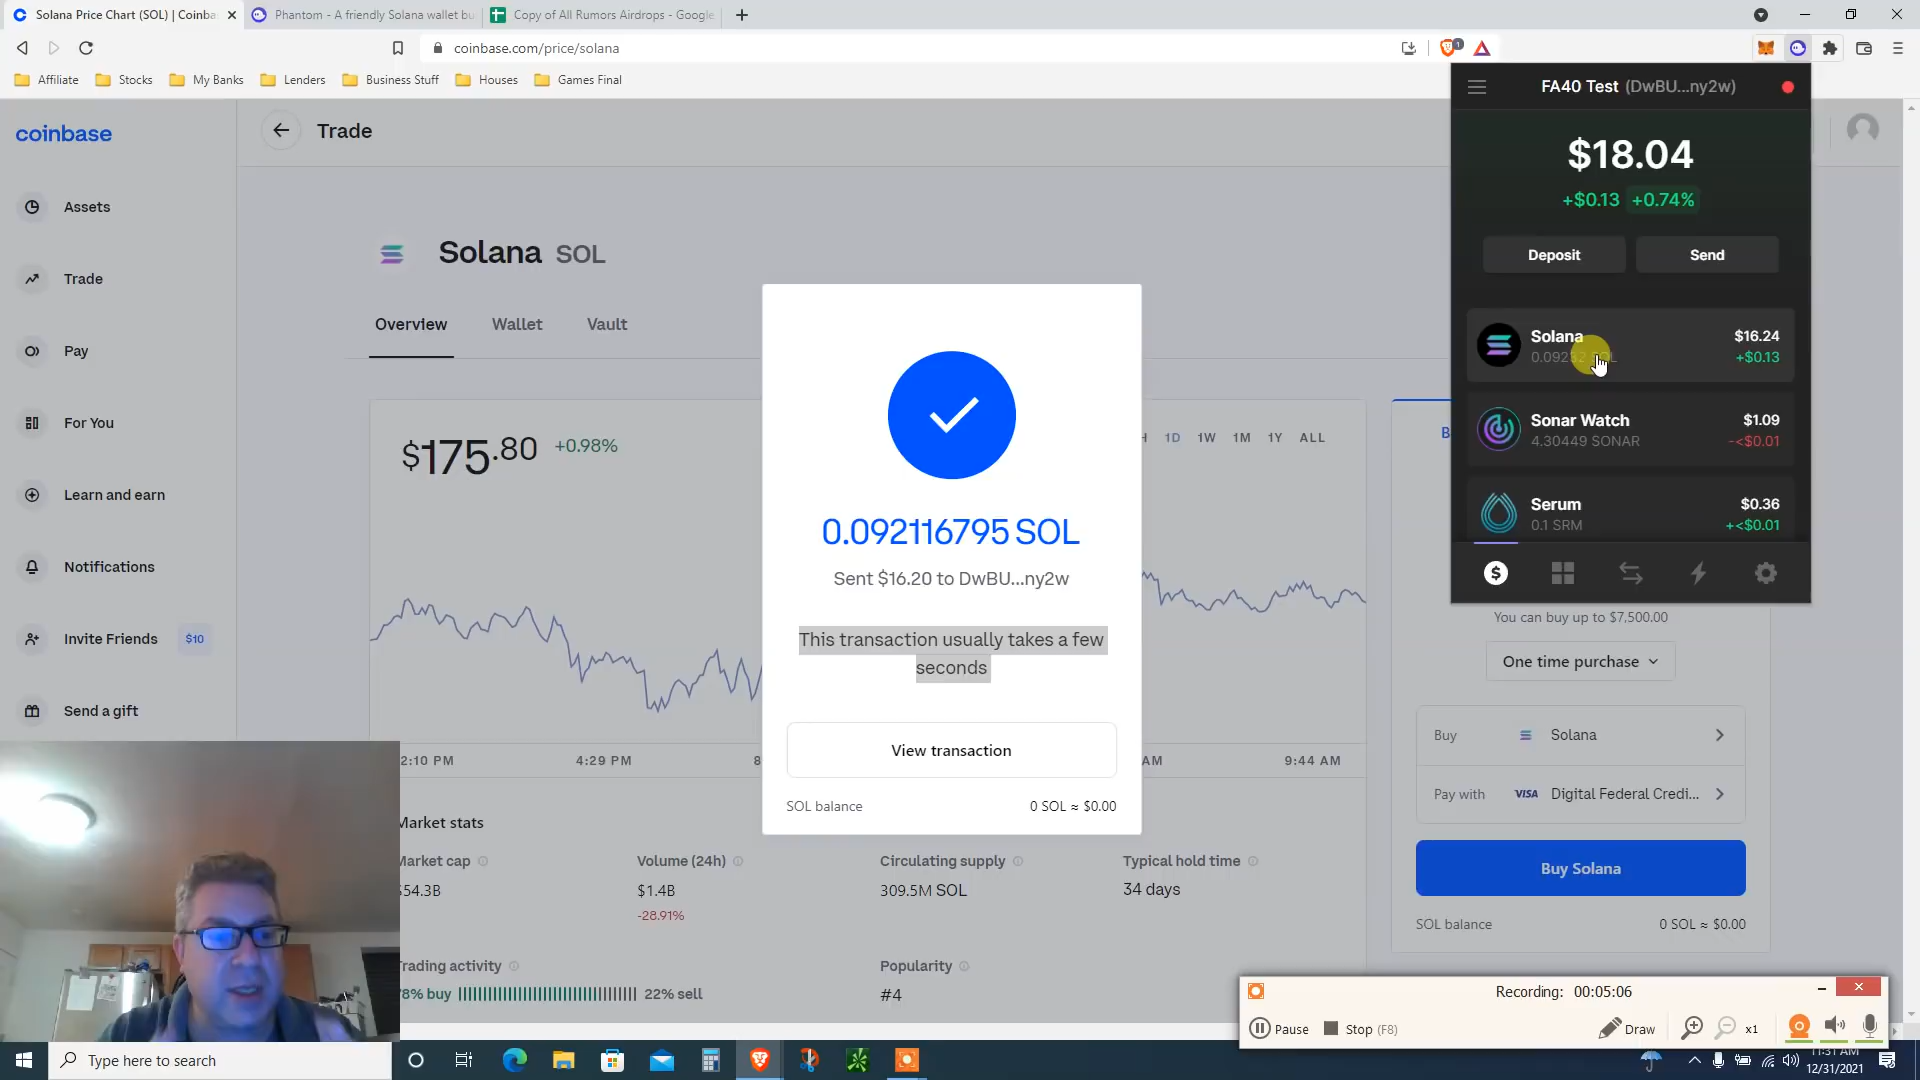 Solana Price Chart (SOL) | Coinba
Phantom - A friendly Solana wallet bu
Copy of All Rumors Airdrops - Google
coinbase.com/price/solana
1
Affiliate
Stocks
My Banks
Lenders
Business Stuff
Houses
Games Final
coinbase
Assets
Trade
Pay
For You
Learn and earn
Notifications
Invite Friends $10
Send a gift
Trade
Solana SOL
Overview
Wallet
Vault
$175.80 +0.98%
1D 1W 1M 1Y ALL
2:10 PM
4:29 PM
8
AM
9:44 AM
Market stats
Market cap
$54.3B
Volume (24h)
$1.4B
-28.91%
Circulating supply
309.5M SOL
Typical hold time
34 days
Trading activity
78% buy
22% sell
Popularity
#4
0.092116795 SOL
Sent $16.20 to DwBU...ny2w
This transaction usually takes a few
seconds
View transaction
SOL balance
0 SOL ≈ $0.00
FA40 Test (DwBU...ny2w)
$18.04
+$0.13 +0.74%
Deposit
Send
Solana
$16.24
+$0.13
Sonar Watch
$1.09
4.30449 SONAR
-<$0.01
Serum
$0.36
0.1 SRM
+<$0.01
B
You can buy up to $7,500.00
One time purchase
Buy
Solana
Pay with
VISA
Digital Federal Credi...
Buy Solana
SOL balance
0 SOL ≈ $0.00
Recording: 00:05:06
Pause
Stop (F8)
Draw
x1
Type here to search
11:31 AM
12/31/2021